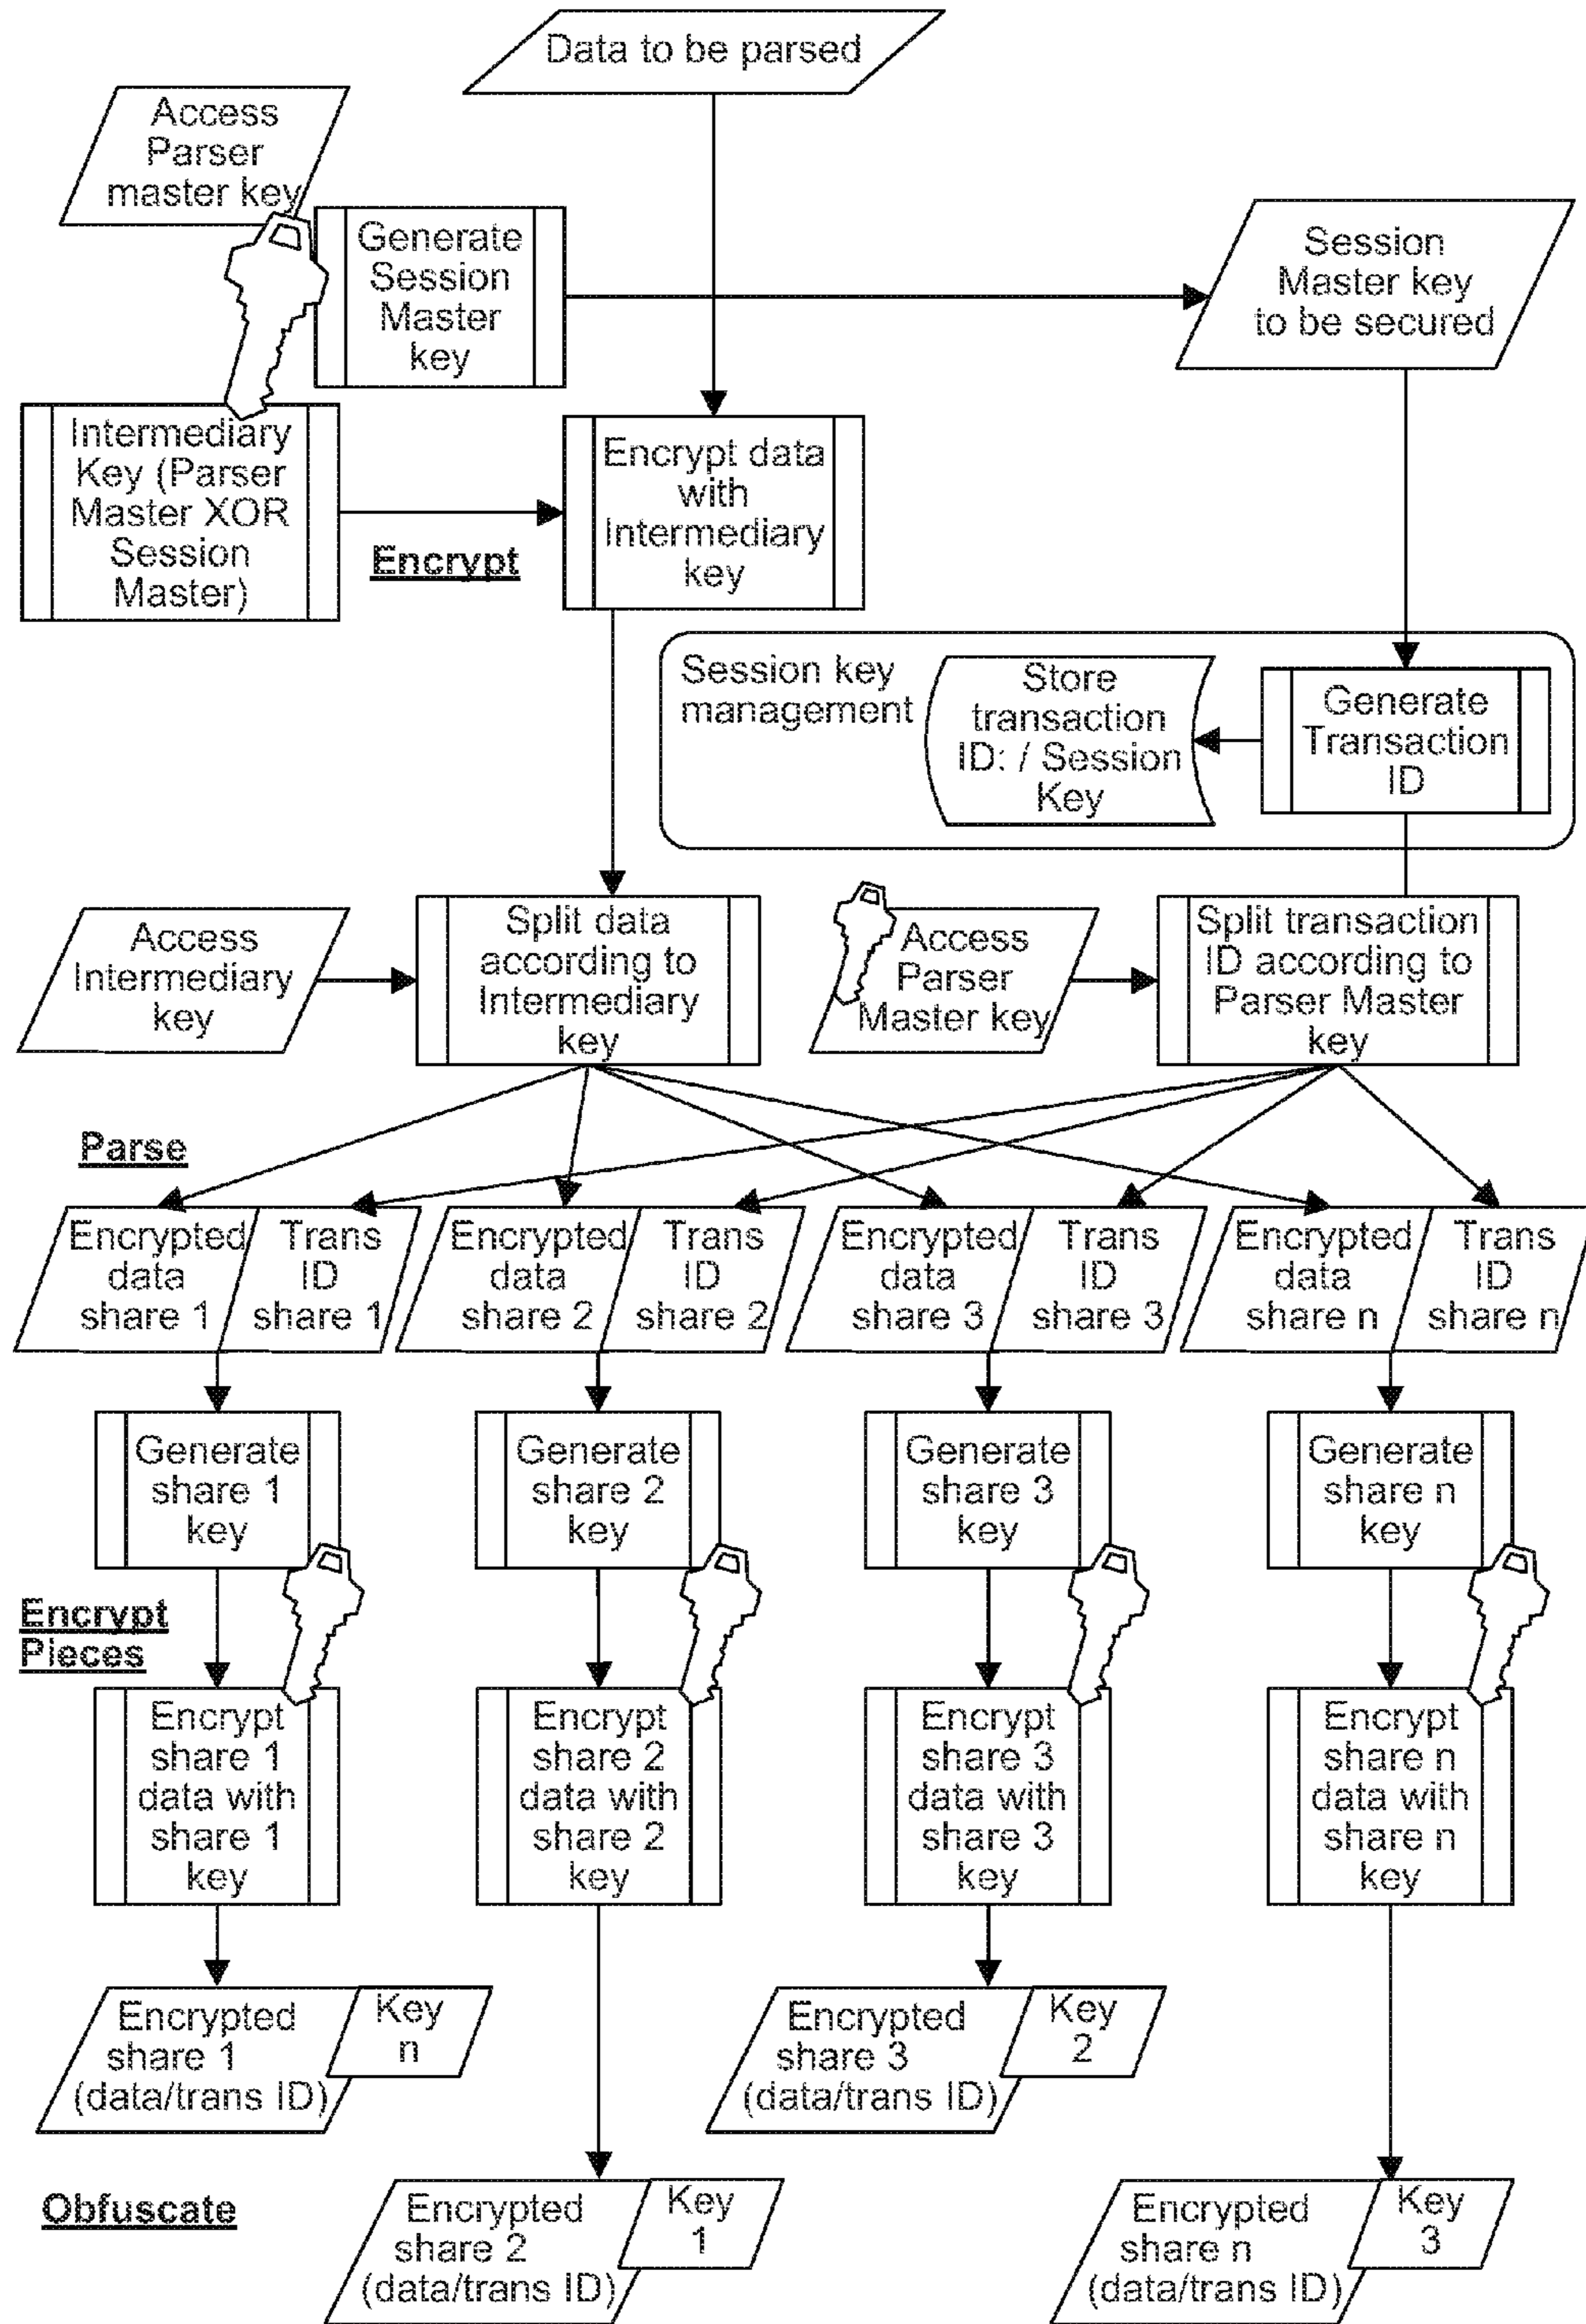 Data to be parsed
Access
Parser
master key
Generate
Session
Master
key
Session
Master key
to be secured
Intermediary
Key (Parser
Master XOR
Session
Master)
Encrypt
Encrypt data
with
Intermediary
key
Session key
management
Store
transaction
ID: / Session
Key
Generate
Transaction
ID
Access
Intermediary
key
Split data
according to
Intermediary
key
Access
Parser
Master key
Split transaction
ID according to
Parser Master
key
Parse
Encrypted
data
share 1
Trans
ID
share 1
Encrypted
data
share 2
Trans
ID
share 2
Encrypted
data
share 3
Trans
ID
share 3
Encrypted
data
share n
Trans
ID
share n
Generate
share 1
key
Generate
share 2
key
Generate
share 3
key
Generate
share n
key
Encrypt
Pieces
Encrypt
share 1
data with
share 1
key
Encrypt
share 2
data with
share 2
key
Encrypt
share 3
data with
share 3
key
Encrypt
share n
data with
share n
key
Encrypted
share 1
(data/trans ID)
Key
n
Encrypted
share 3
(data/trans ID)
Key
2
Obfuscate
Encrypted
share 2
(data/trans ID)
Key
1
Encrypted
share n
(data/trans ID)
Key
3